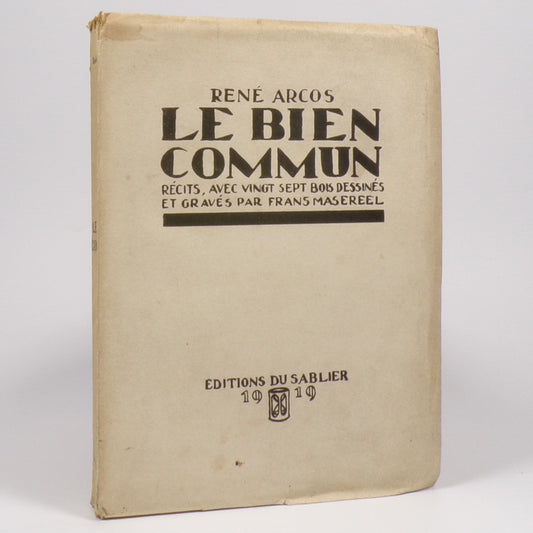 RENÉ ARCOS
LE BIEN
COMMUN
RÉCITS, AVEC VINGT SEPT BOIS DESSINÉS
ET GRAVÉS PAR FRANS MASEREEL
EDITIONS DU SABLIER
1919